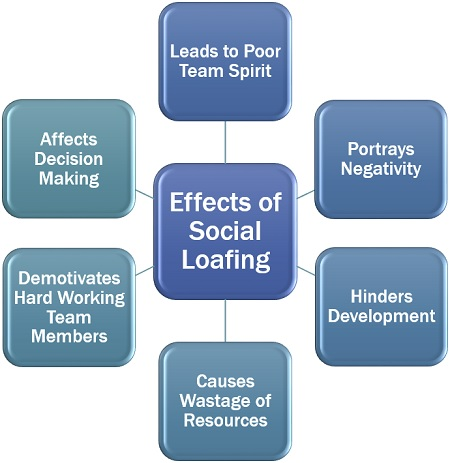 Leads to Poor
Team Spirit
Affects
Decision
Making
Portrays
Negativity
Effects of
Social
Loafing
Demotivates
Hard Working
Team
Members
Hinders
Development
Causes
Wastage of
Resources